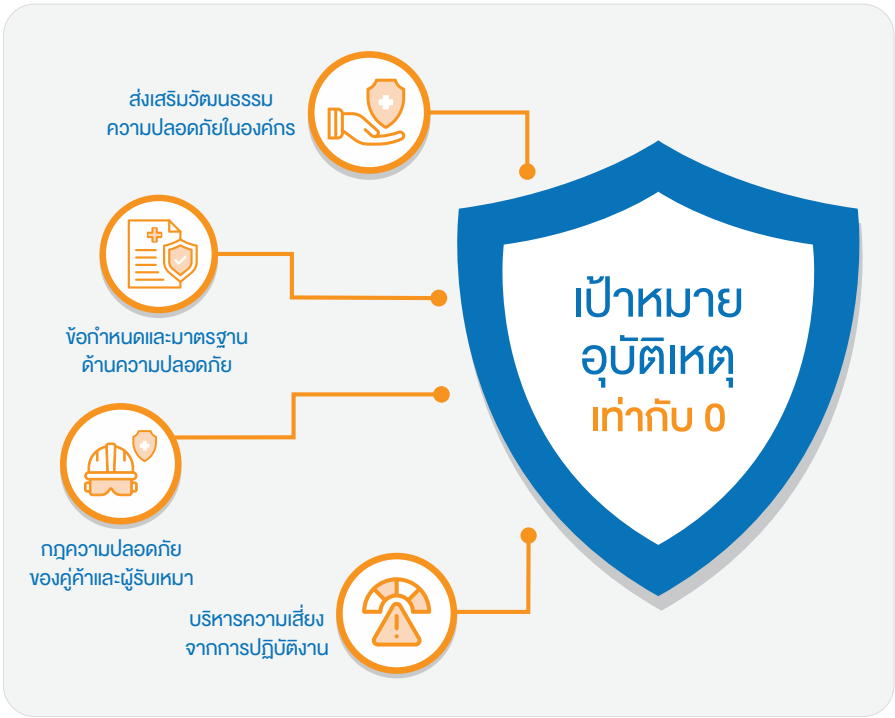 ส่งเสริมวัฒนธรรม
ความปลอดภัยในองค์กร
ข้อกำหนดและมาตรฐาน
ด้านความปลอดภัย
กฎความปลอดภัย
ของคู่ค้าและผู้รับเหมา
บริหารความเสี่ยง
จากการปฏิบัติงาน
เป้าหมาย
อุบัติเหตุ
เท่ากับ 0